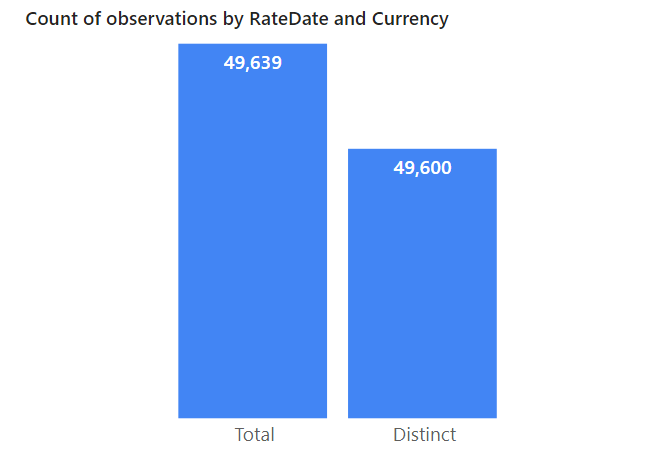 Count of observations by RateDate and Currency
49,639
49,600
Total
Distinct